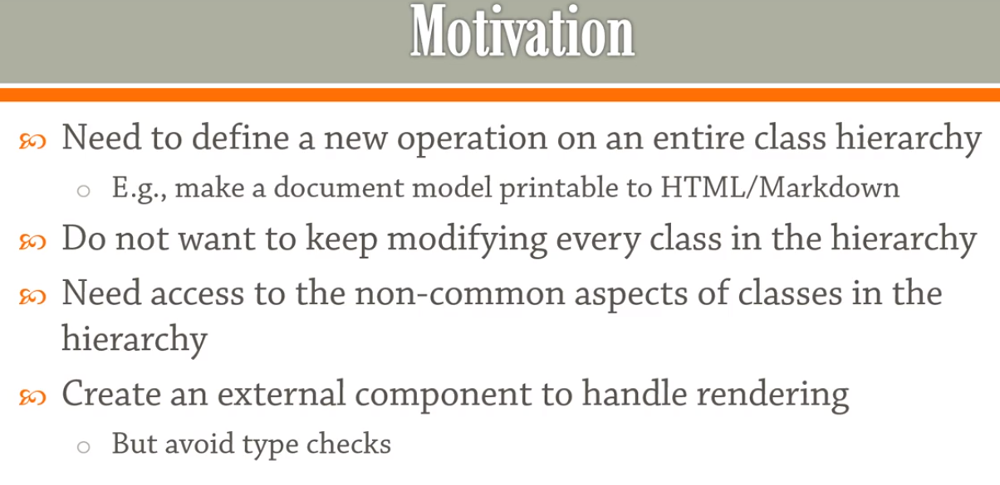 Motivation
Need to define a new operation on an entire class hierarchy
E.g., make a document model printable to HTML/Markdown
Do not want to keep modifying every class in the hierarchy
Need access to the non-common aspects of classes in the
hierarchy
Create an external component to handle rendering
But avoid type checks